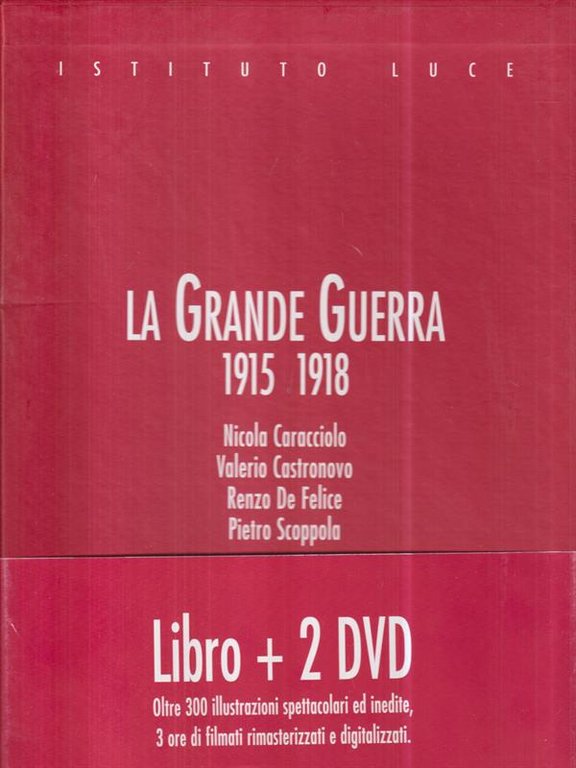 ISTITUTO LUCE
LA GRANDE GUERRA
1915 1918
Nicola Caracciolo
Valerio Castronovo
Renzo De Felice
Pietro Scoppola
Libro + 2 DVD
Oltre 300 illustrazioni spettacolari ed inedite,
3 ore di filmati rimasterizzati e digitalizzati.